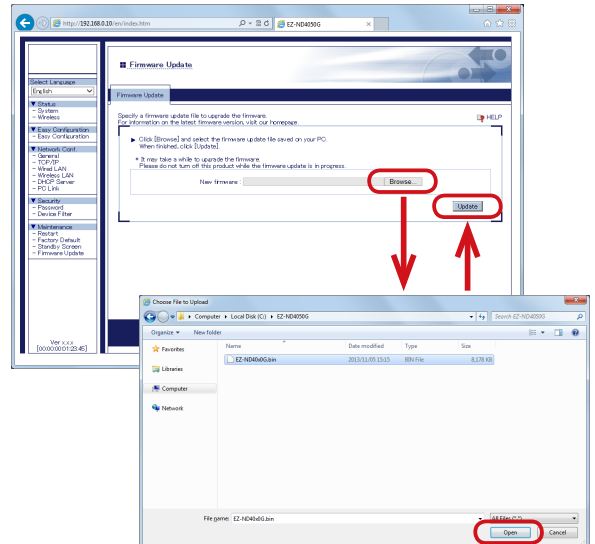 http://192.168.0.10/en/index.htm
EZ-ND4050G
Select Language
English
▼ Status
- System
- Wireless
▼ Easy Configuration
- Easy Configuration
▼ Network Conf.
- General
- TCP/IP
- Wired LAN
- Wireless LAN
- DHCP Server
- PC Link
▼ Security
- Password
- Device Filter
▼ Maintenance
- Restart
- Factory Default
- Standby Screen
- Firmware Update
Ver x.x.x
[00:00:00:01:23:45]
Firmware Update
Firmware Update
Specify a firmware update file to upgrade the firmware.
For information on the latest firmware version, visit our homepage.
HELP
Click [Browse] and select the firmware update file saved on your PC.
When finished, click [Update].
* It may take a while to upgrade the firmware.
Please do not turn off this product while the firmware update is in progress.
New firmware : Browse...
Update
Choose File to Upload
Computer ▸ Local Disk (C:) ▸ EZ-ND4050G
Search EZ-ND4050G
Organize ▼ New folder
Favorites
Libraries
Computer
Network
Name Date modified Type Size
EZ-ND40x0G.bin 2013/11/05 15:15 BIN File 8,178 KB
File name: EZ-ND40x0G.bin
All Files (*.*)
Open Cancel